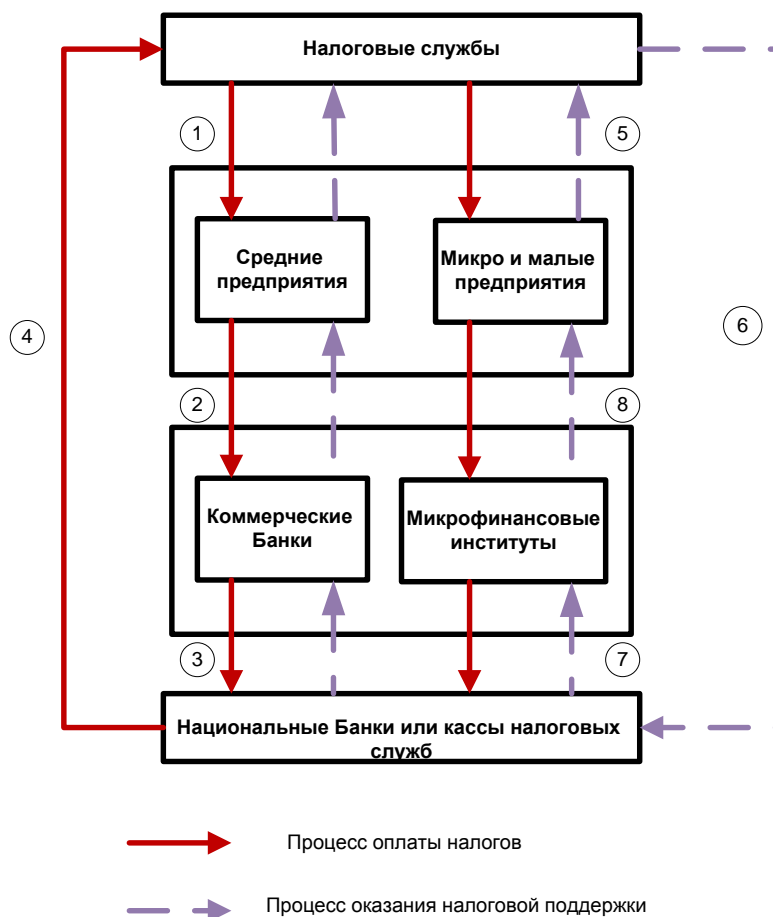 Налоговые службы
1
5
Средние
предприятия
Микро и малые
предприятия
4
6
2
8
Коммерческие
Банки
Микрофинансовые
институты
3
7
Национальные Банки или кассы налоговых
служб
Процесс оплаты налогов
Процесс оказания налоговой поддержки